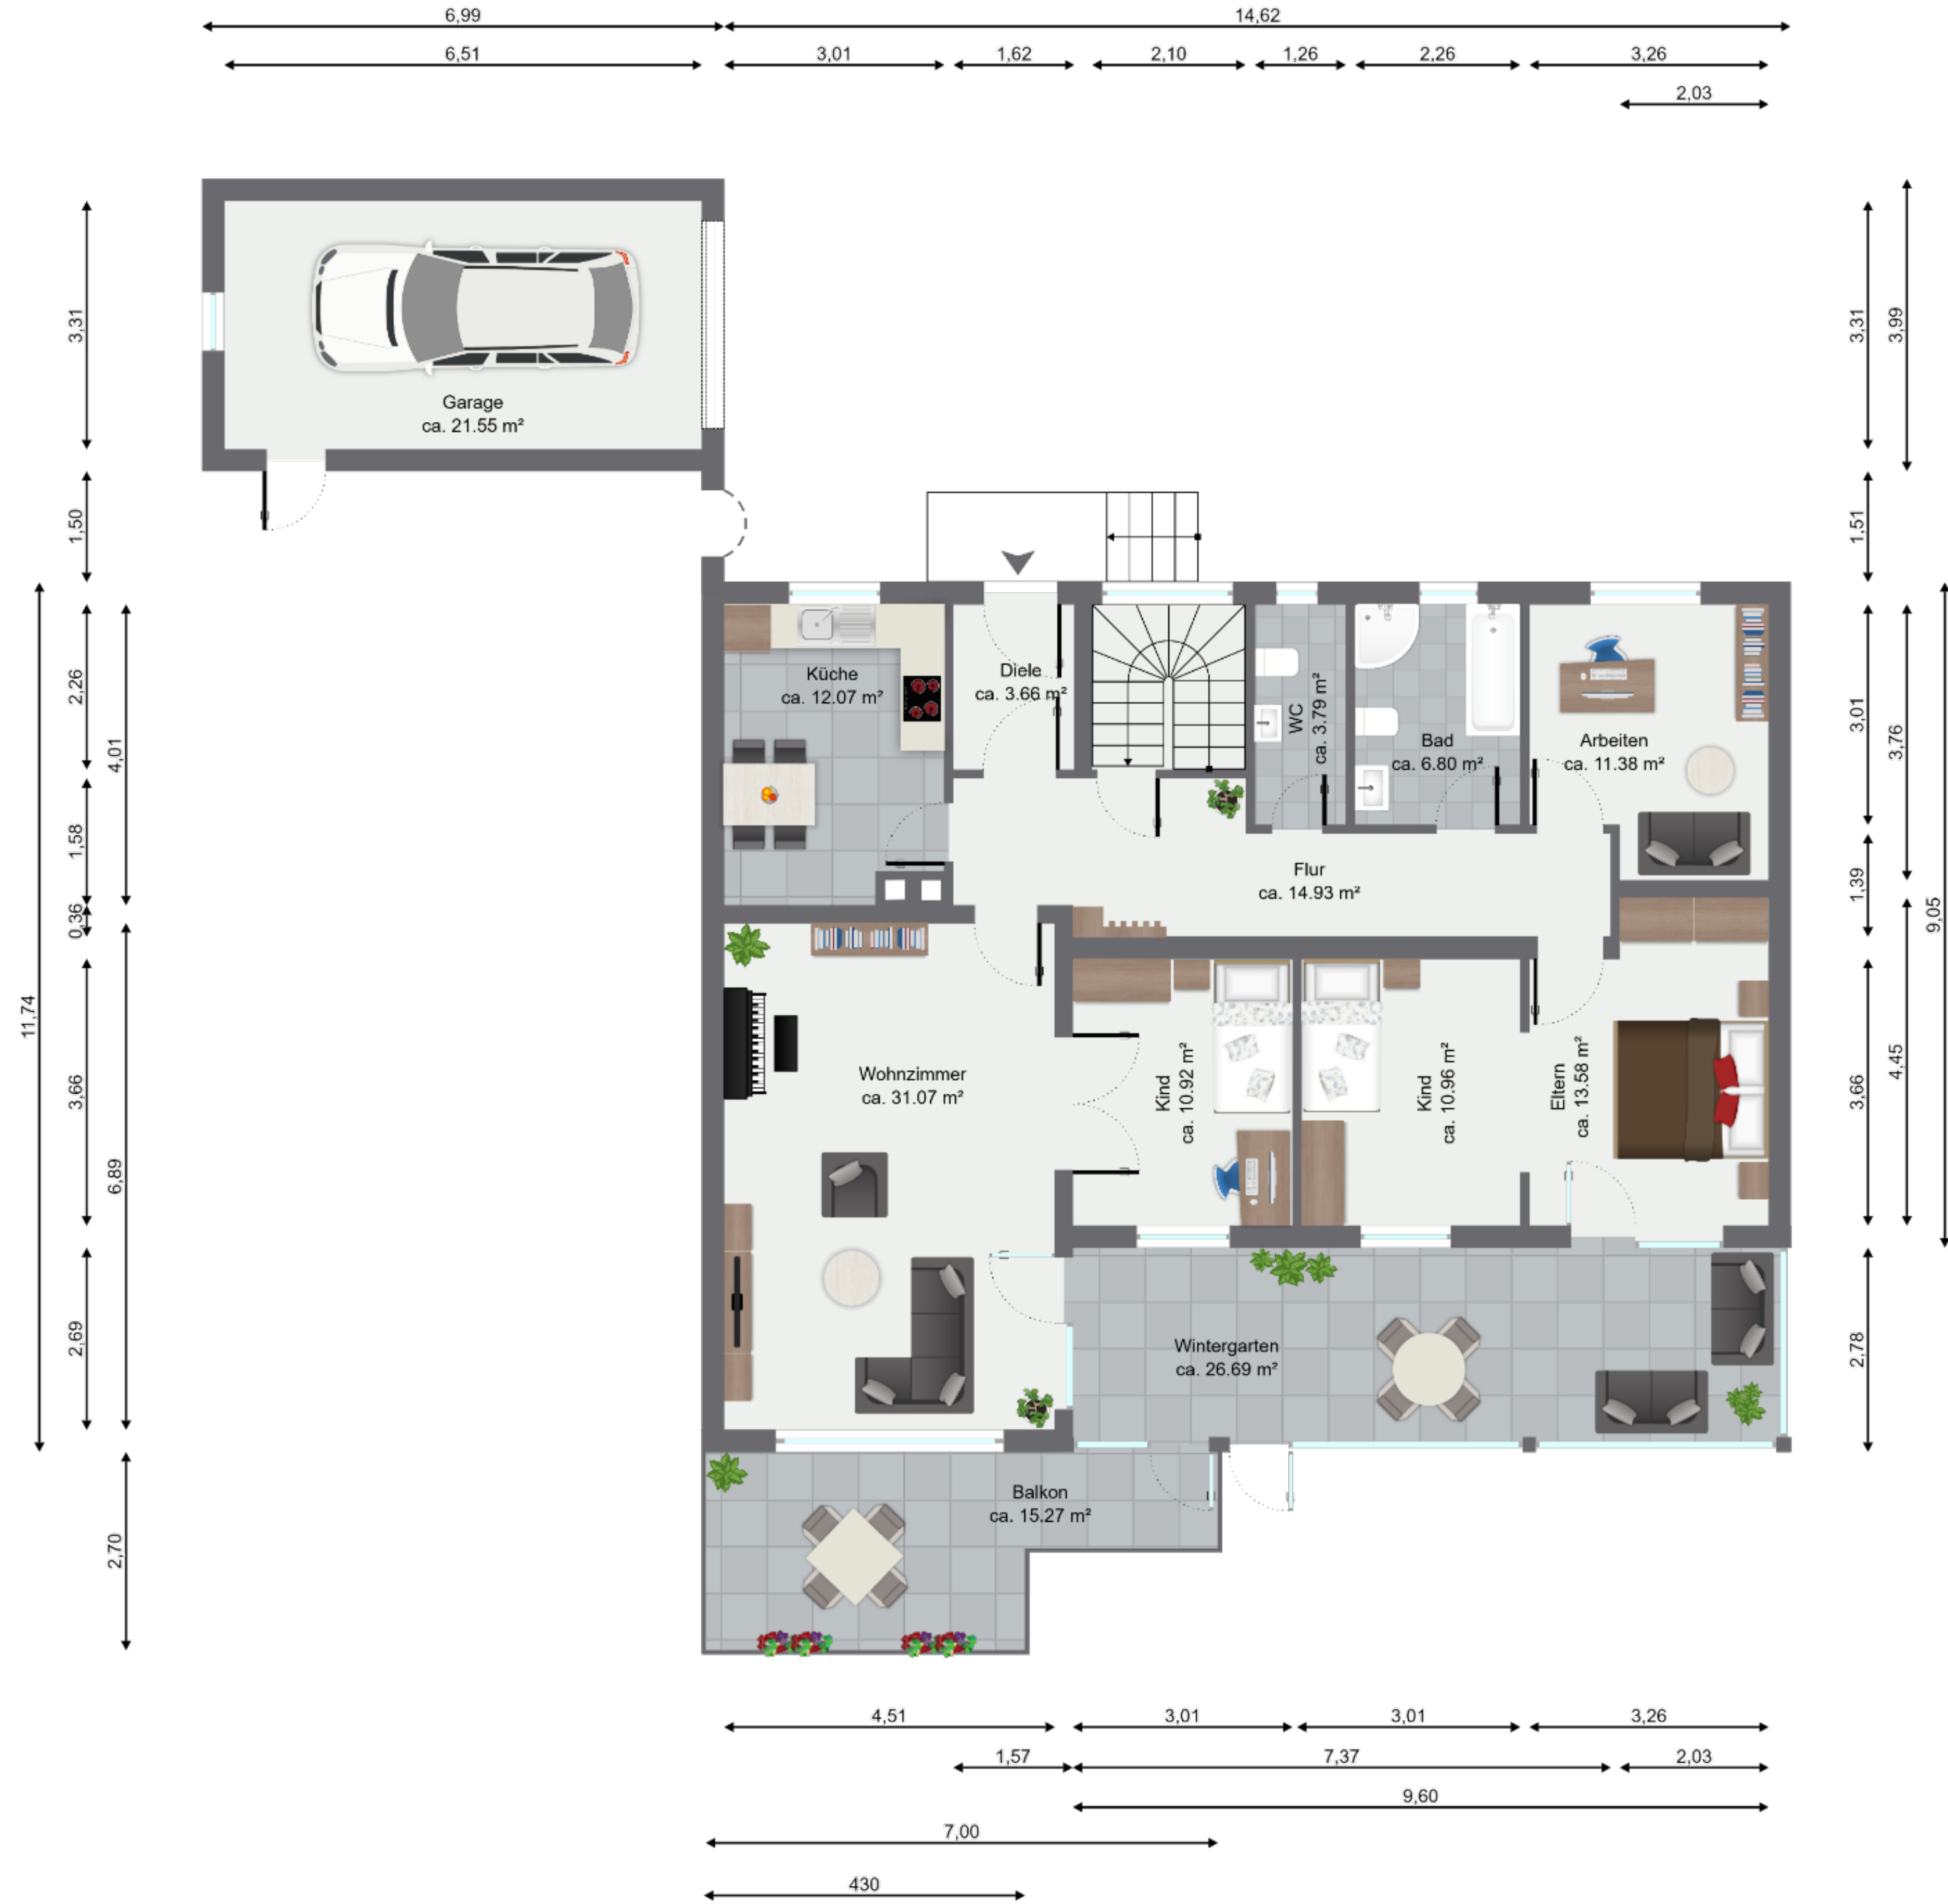 6,99
14,62
6,51
3,01
1,62
2,10
1,26
2,26
3,26
2,03
3,31
3,31
3,99
Garage
ca. 21.55 m²
1,50
1,51
2,26
4,01
1,58
0,36
Küche
ca. 12.07 m²
Diele
ca. 3.66 m²
WC
ca. 3.79 m²
Bad
ca. 6.80 m²
Arbeiten
ca. 11.38 m²
3,01
3,76
1,39
9,05
Flur
ca. 14.93 m²
11,74
3,66
6,89
2,69
Wohnzimmer
ca. 31.07 m²
Kind
ca. 10.92 m²
Kind
ca. 10.96 m²
Eltern
ca. 13.58 m²
3,66
4,45
2,78
Wintergarten
ca. 26.69 m²
Balkon
ca. 15.27 m²
2,70
4,51
3,01
3,01
3,26
1,57
7,37
2,03
9,60
7,00
430